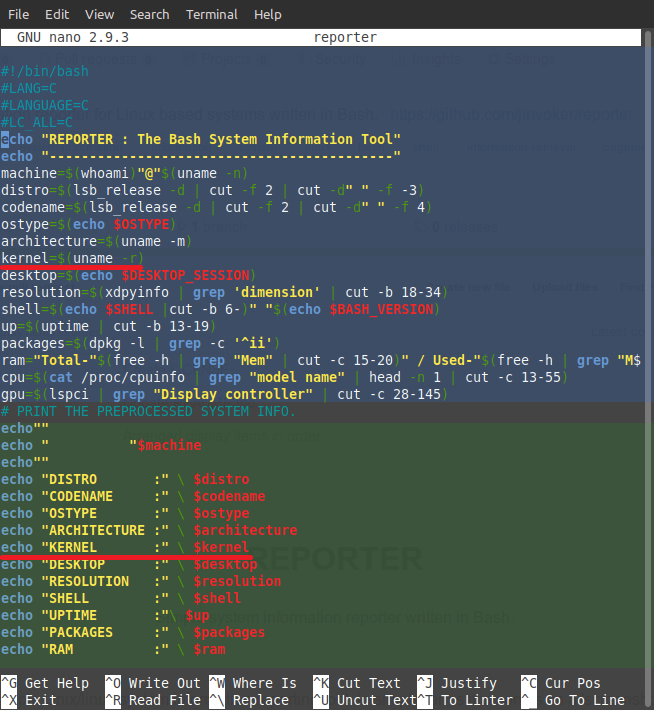 File Edit View Search Terminal Help
GNU nano 2.9.3 reporter
#!/bin/bash
#LANG=C
#LANGUAGE=C
#LC_ALL=C
echo "REPORTER : The Bash System Information Tool"
echo "-------------------------------------------"
machine=$(whoami)"@"$(uname -n)
distro=$(lsb_release -d | cut -f 2 | cut -d" " -f -3)
codename=$(lsb_release -d | cut -f 2 | cut -d" " -f 4)
ostype=$(echo $OSTYPE)
architecture=$(uname -m)
kernel=$(uname -r)
desktop=$(echo $DESKTOP_SESSION)
resolution=$(xdpyinfo | grep 'dimension' | cut -b 18-34)
shell=$(echo $SHELL |cut -b 6-)" "$(echo $BASH_VERSION)
up=$(uptime | cut -b 13-19)
packages=$(dpkg -l | grep -c '^ii')
ram="Total-"$(free -h | grep "Mem" | cut -c 15-20)" / Used-"$(free -h | grep "M$
cpu=$(cat /proc/cpuinfo | grep "model name" | head -n 1 | cut -c 13-55)
gpu=$(lspci | grep "Display controller" | cut -c 28-145)
# PRINT THE PREPROCESSED SYSTEM INFO.
echo""
echo "          "$machine
echo""
echo "DISTRO       :" \ $distro
echo "CODENAME     :" \ $codename
echo "OSTYPE       :" \ $ostype
echo "ARCHITECTURE :" \ $architecture
echo "KERNEL       :" \ $kernel
echo "DESKTOP      :" \ $desktop
echo "RESOLUTION   :" \ $resolution
echo "SHELL        :" \ $shell
echo "UPTIME       :"\ $up
echo "PACKAGES     :" \ $packages
echo "RAM          :" \ $ram
REPORTER
system information reporter written in Bash
^G Get Help ^O Write Out ^W Where Is ^K Cut Text ^J Justify ^C Cur Pos
^X Exit ^R Read File ^\ Replace ^U Uncut Text ^T To Linter ^_ Go To Line